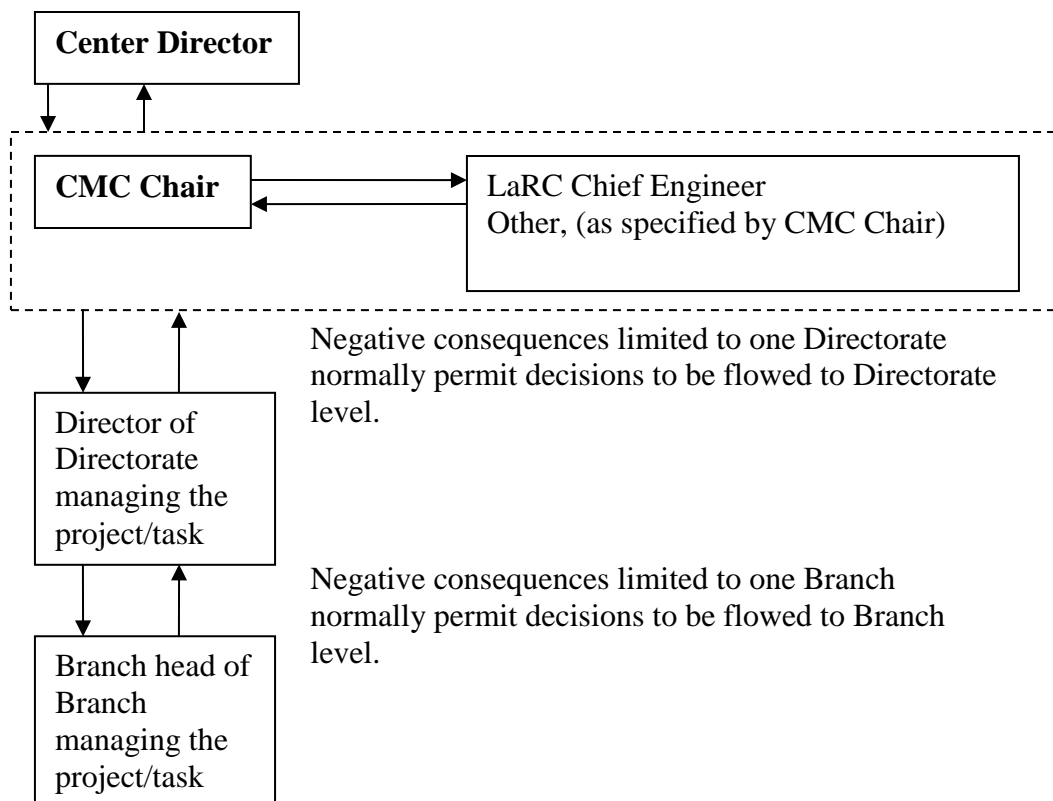 Center Director
CMC Chair
LaRC Chief Engineer
Other, (as specified by CMC Chair)
Negative consequences limited to one Directorate
normally permit decisions to be flowed to Directorate
level.
Director of
Directorate
managing the
project/task
Negative consequences limited to one Branch
normally permit decisions to be flowed to Branch
level.
Branch head of
Branch
managing the
project/task